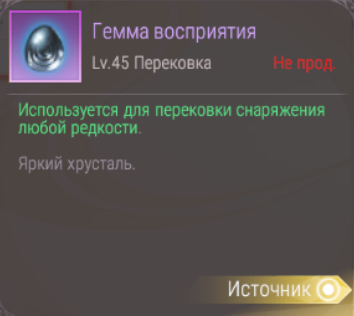 Гемма восприятия
Lv.45 Перековка Не прод.
Используется для перековки снаряжения
любой редкости.
Яркий хрусталь.
Источник